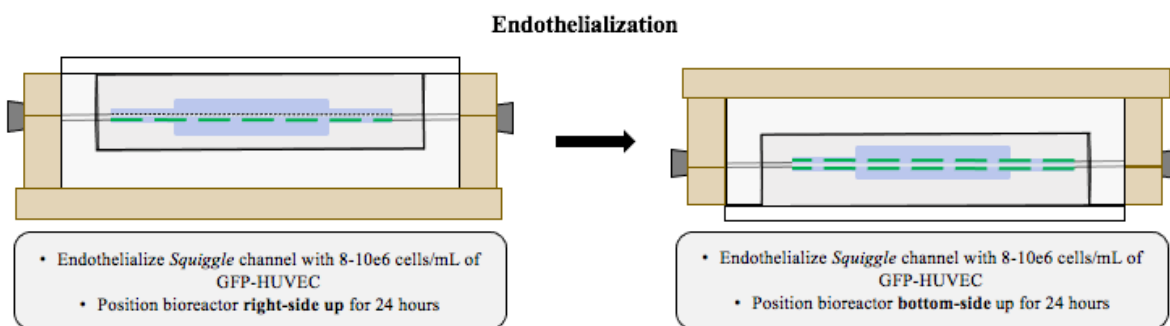 Endothelialization
• Endothelialize Squiggle channel with 8-10e6 cells/mL of
GFP-HUVEC
• Position bioreactor right-side up for 24 hours
• Endothelialize Squiggle channel with 8-10e6 cells/mL of
GFP-HUVEC
• Position bioreactor bottom-side up for 24 hours